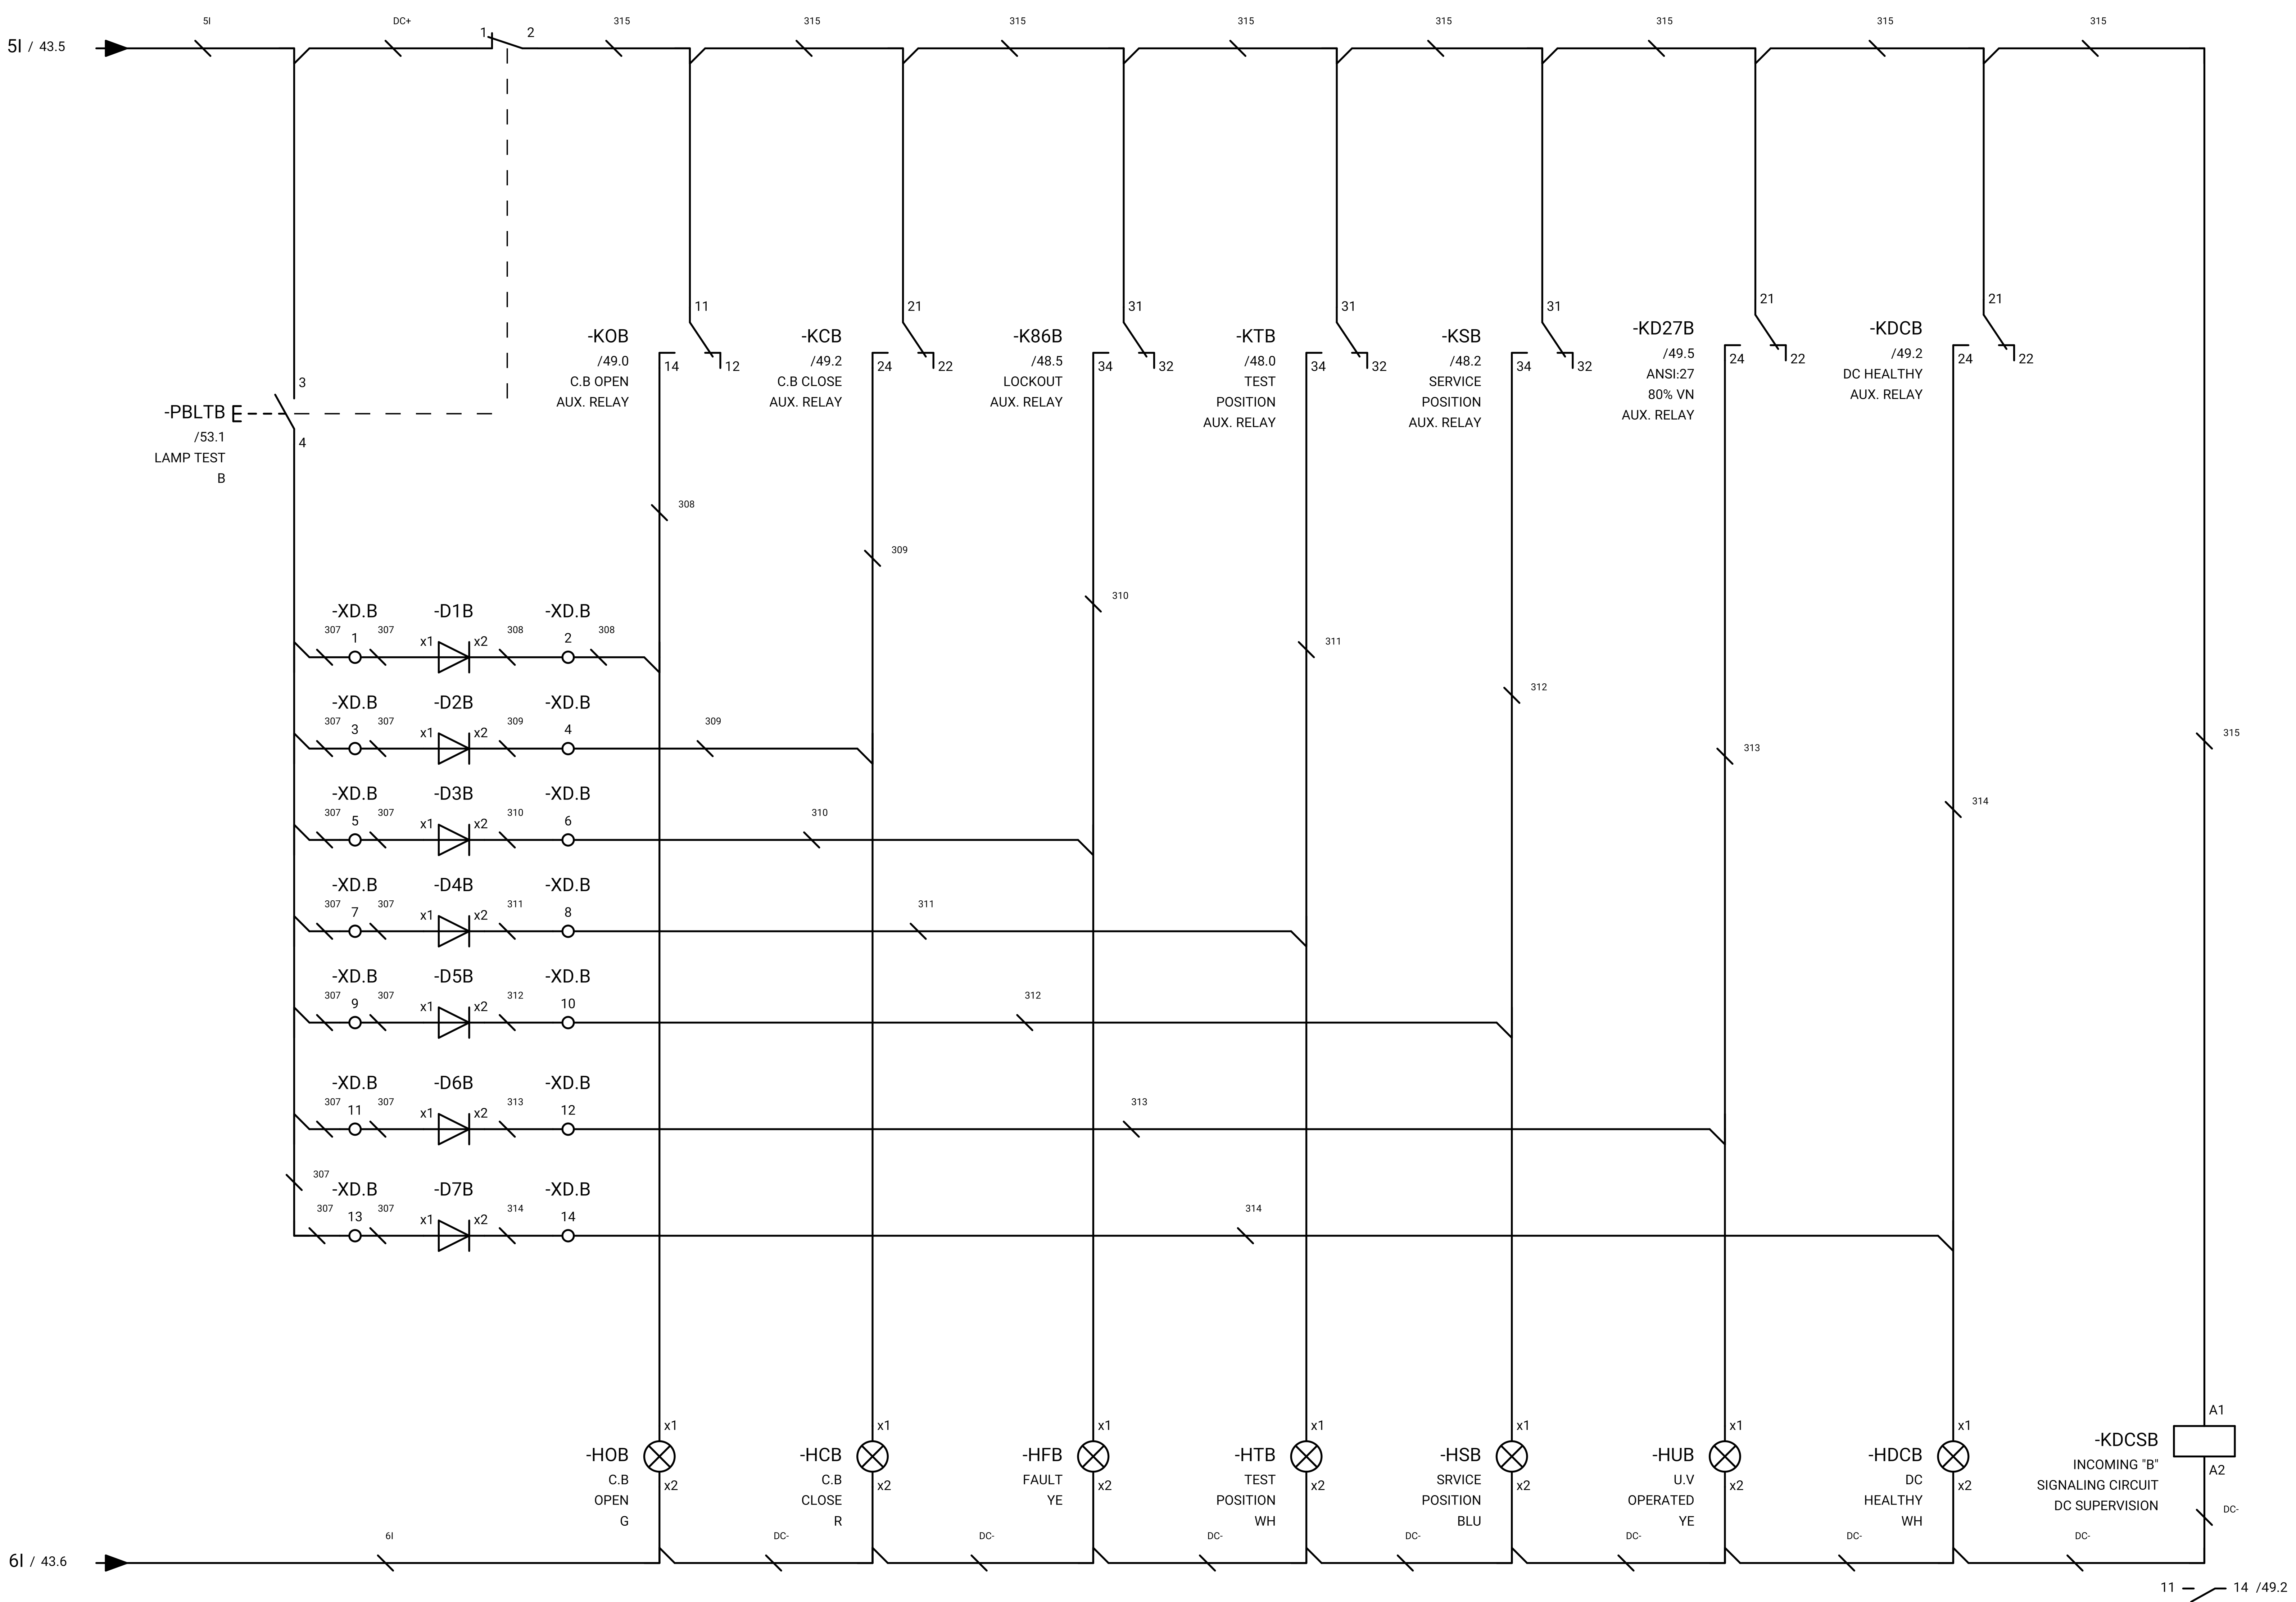 5I DC+ 315 315 315 315 315 315 315 315
5I / 43.5
1 2
11 21 31 31 31 21 21
-KOB
/49.0
C.B OPEN
AUX. RELAY
14 12
-KCB
/49.2
C.B CLOSE
AUX. RELAY
24 22
-K86B
/48.5
LOCKOUT
AUX. RELAY
34 32
-KTB
/48.0
TEST
POSITION
AUX. RELAY
34 32
-KSB
/48.2
SERVICE
POSITION
AUX. RELAY
34 32
-KD27B
/49.5
ANSI:27
80% VN
AUX. RELAY
24 22
-KDCB
/49.2
DC HEALTHY
AUX. RELAY
24 22
3
-PBLTB
4
/53.1
LAMP TEST
B
308
309
310
311
312
313
314
315
-XD.B -D1B -XD.B
307 1 307 x1 x2 308 2 308
-XD.B -D2B -XD.B
307 3 307 x1 x2 309 4 309
-XD.B -D3B -XD.B
307 5 307 x1 x2 310 6 310
-XD.B -D4B -XD.B
307 7 307 x1 x2 311 8 311
-XD.B -D5B -XD.B
307 9 307 x1 x2 312 10 312
-XD.B -D6B -XD.B
307 11 307 x1 x2 313 12 313
307
-XD.B -D7B -XD.B
307 13 307 x1 x2 314 14 314
x1
-HOB
C.B
OPEN
G
x2
x1
-HCB
C.B
CLOSE
R
x2
x1
-HFB
FAULT
YE
x2
x1
-HTB
TEST
POSITION
WH
x2
x1
-HSB
SRVICE
POSITION
BLU
x2
x1
-HUB
U.V
OPERATED
YE
x2
x1
-HDCB
DC
HEALTHY
WH
x2
A1
-KDCSB
INCOMING "B"
SIGNALING CIRCUIT
DC SUPERVISION
A2
DC-
6I DC- DC- DC- DC- DC- DC- DC-
6I / 43.6
11 14 /49.2